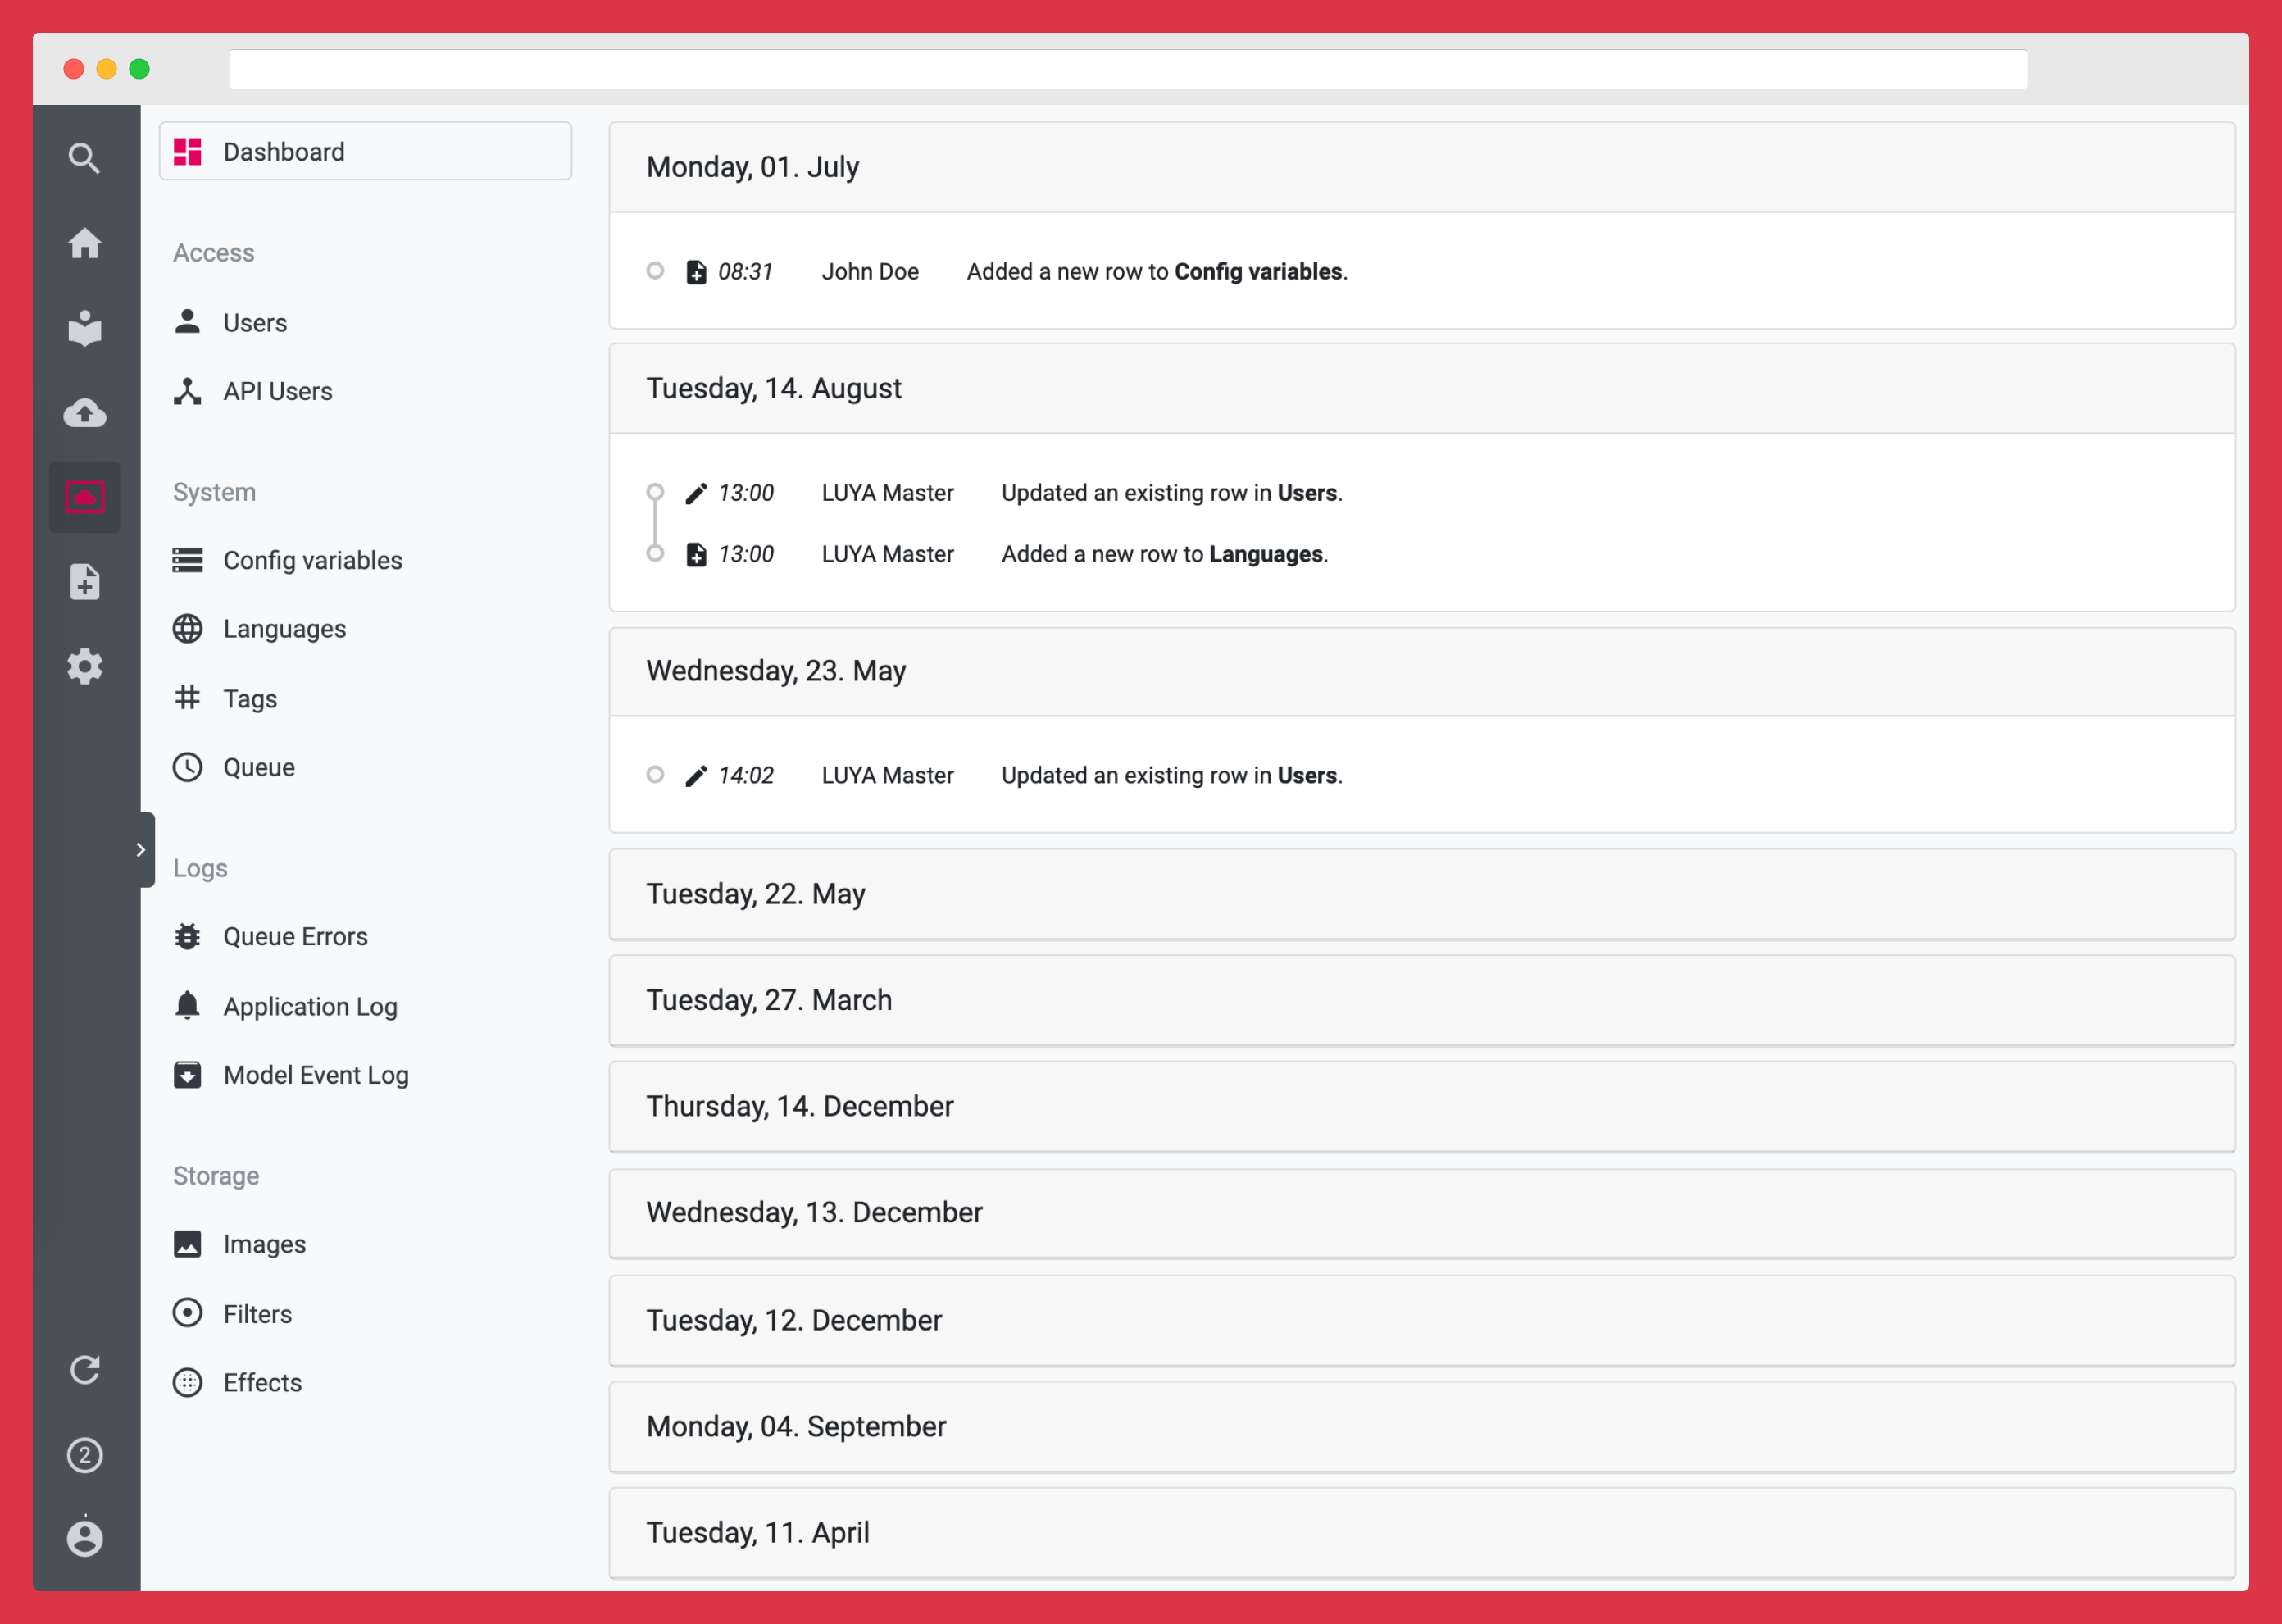 Dashboard
Access
Users
API Users
System
Config variables
Languages
Tags
Queue
Logs
Queue Errors
Application Log
Model Event Log
Storage
Images
Filters
Effects
2
Monday, 01. July
08:31 John Doe Added a new row to Config variables.
Tuesday, 14. August
13:00 LUYA Master Updated an existing row in Users.
13:00 LUYA Master Added a new row to Languages.
Wednesday, 23. May
14:02 LUYA Master Updated an existing row in Users.
Tuesday, 22. May
Tuesday, 27. March
Thursday, 14. December
Wednesday, 13. December
Tuesday, 12. December
Monday, 04. September
Tuesday, 11. April